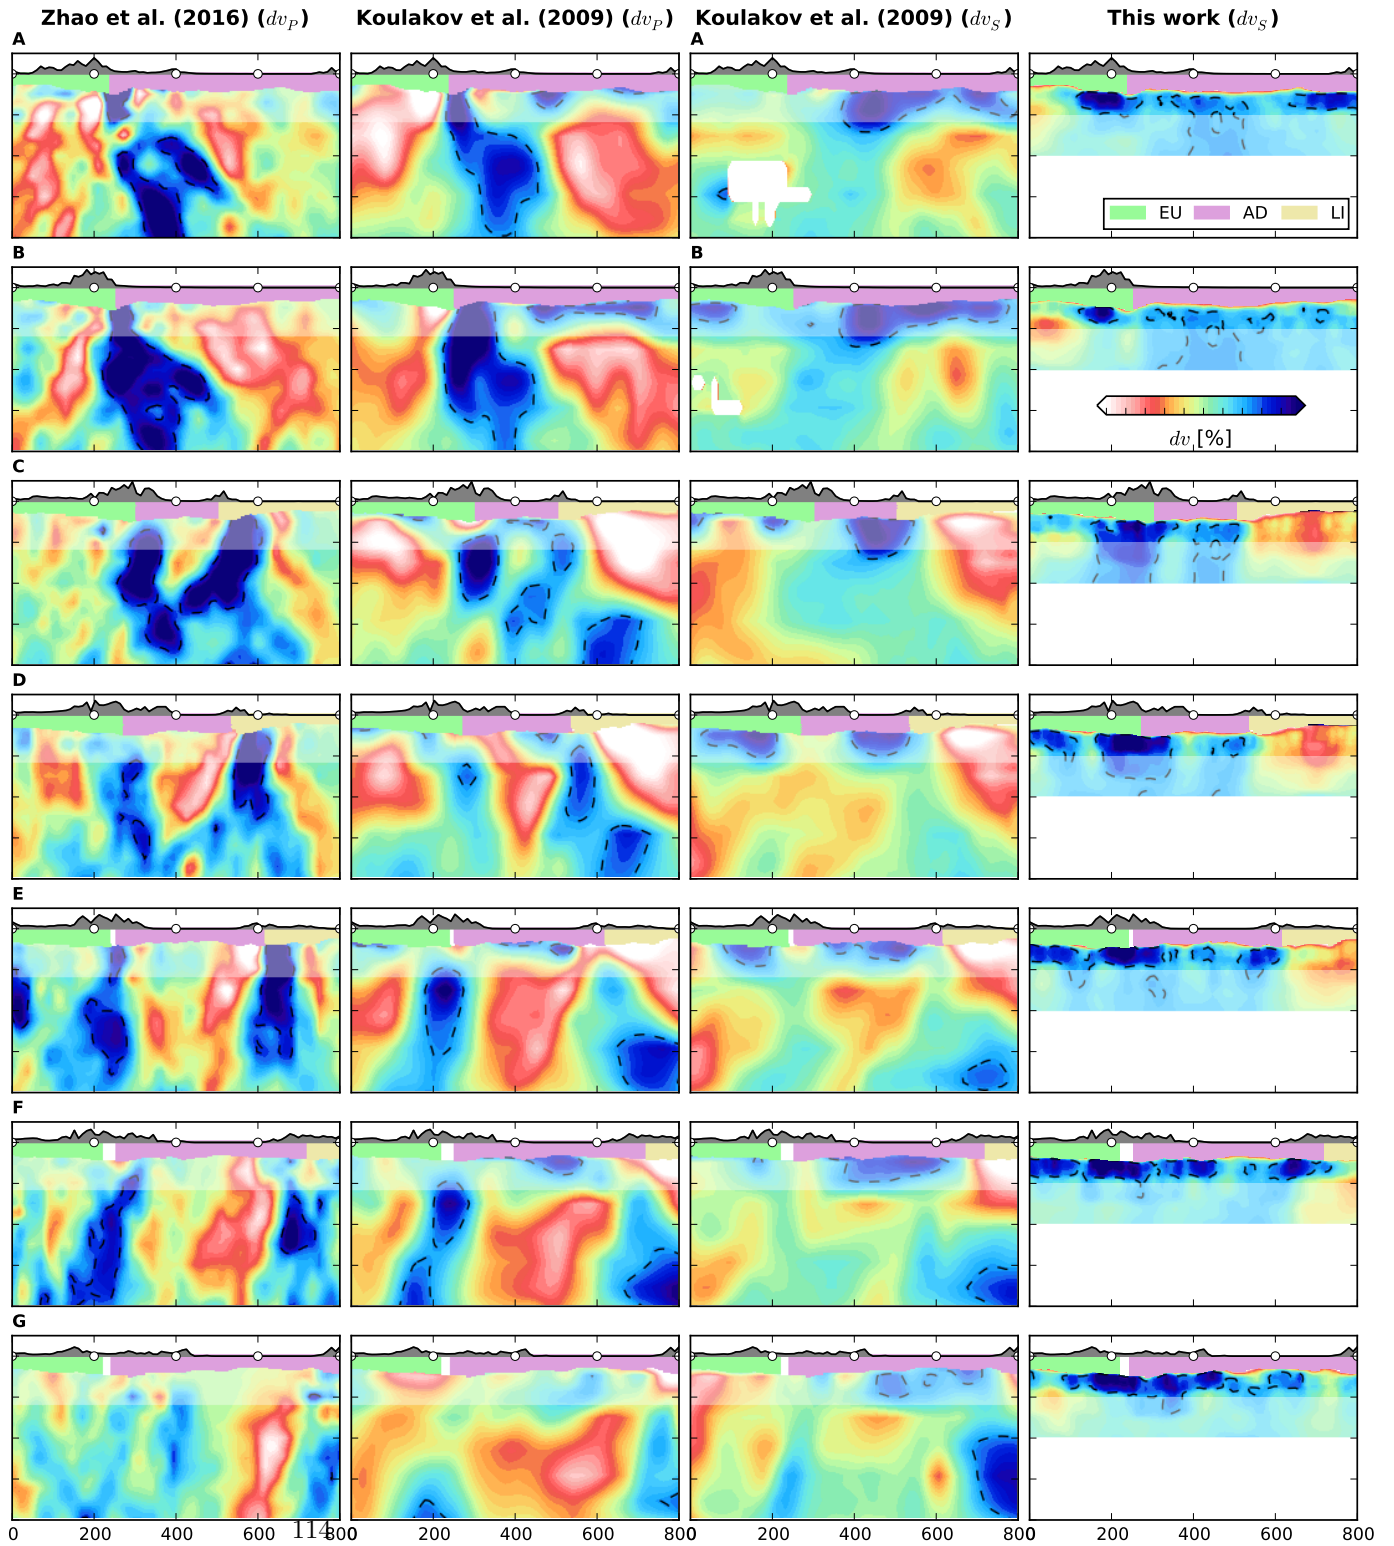 Zhao et al. (2016) (dvP) Koulakov et al. (2009) (dvP) Koulakov et al. (2009) (dvS) This work (dvS)
A A
EU AD LI
B B
dv [%]
C
D
E
F
G
114
0 200 400 600 800 200 400 600 800 200 400 600 800 200 400 600 800